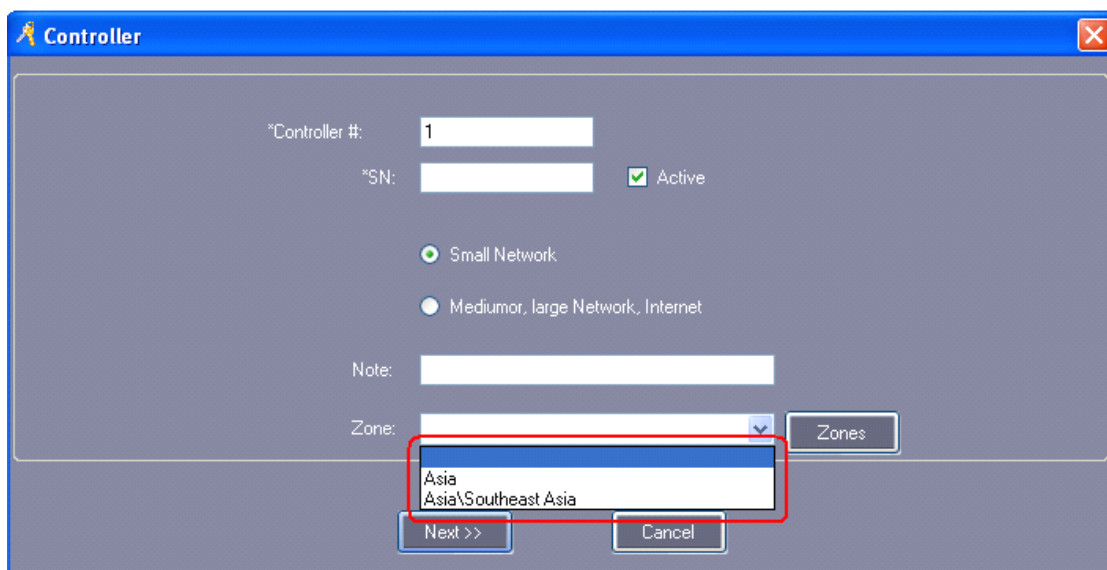 Controller
*Controller #: 1
*SN:
Active
Small Network
Mediumor, large Network, Internet
Note:
Zone:
Zones
Asia
Asia\Southeast Asia
Next >>
Cancel